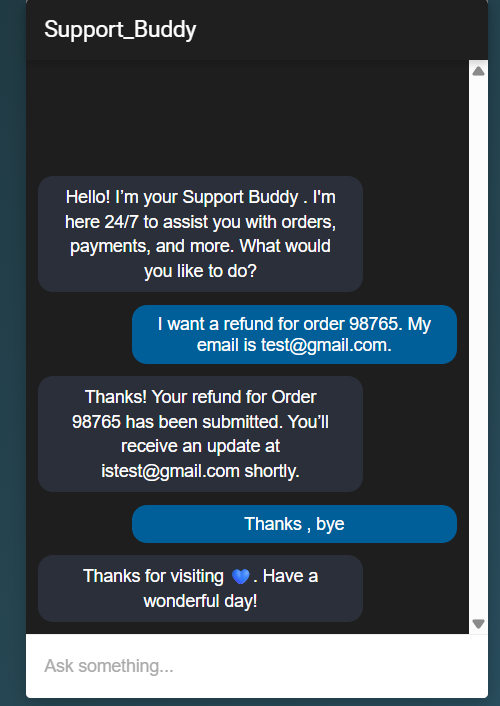 Support_Buddy
Hello! I’m your Support Buddy . I'm
here 24/7 to assist you with orders,
payments, and more. What would
you like to do?
I want a refund for order 98765. My
email is test@gmail.com.
Thanks! Your refund for Order
98765 has been submitted. You’ll
receive an update at
istest@gmail.com shortly.
Thanks , bye
Thanks for visiting 💙. Have a
wonderful day!
Ask something...